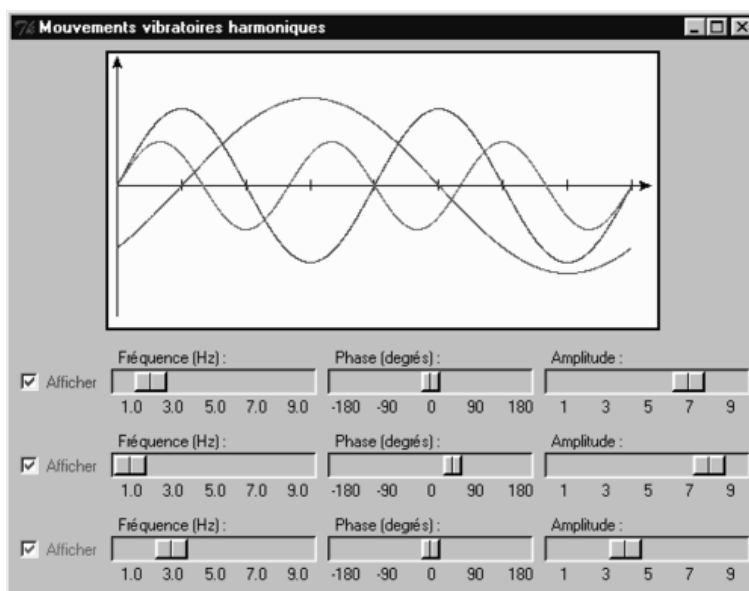 Mouvements vibratoires harmoniques
Fréquence (Hz) : Phase (degrés) : Amplitude :
Afficher
1.0 3.0 5.0 7.0 9.0 -180 -90 0 90 180 1 3 5 7 9
Fréquence (Hz) : Phase (degrés) : Amplitude :
Afficher
1.0 3.0 5.0 7.0 9.0 -180 -90 0 90 180 1 3 5 7 9
Fréquence (Hz) : Phase (degrés) : Amplitude :
Afficher
1.0 3.0 5.0 7.0 9.0 -180 -90 0 90 180 1 3 5 7 9